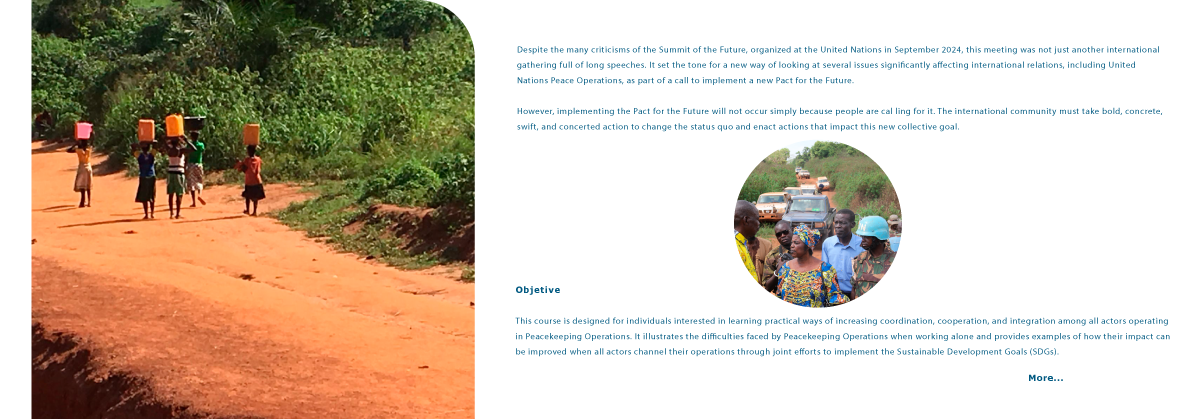 Despite the many criticisms of the Summit of the Future, organized at the United Nations in September 2024, this meeting was not just another international
gathering full of long speeches. It set the tone for a new way of looking at several issues significantly affecting international relations, including United
Nations Peace Operations, as part of a call to implement a new Pact for the Future.
However, implementing the Pact for the Future will not occur simply because people are cal ling for it. The international community must take bold, concrete,
swift, and concerted action to change the status quo and enact actions that impact this new collective goal.
Objetive
This course is designed for individuals interested in learning practical ways of increasing coordination, cooperation, and integration among all actors operating
in Peacekeeping Operations. It illustrates the difficulties faced by Peacekeeping Operations when working alone and provides examples of how their impact can
be improved when all actors channel their operations through joint efforts to implement the Sustainable Development Goals (SDGs).
More...